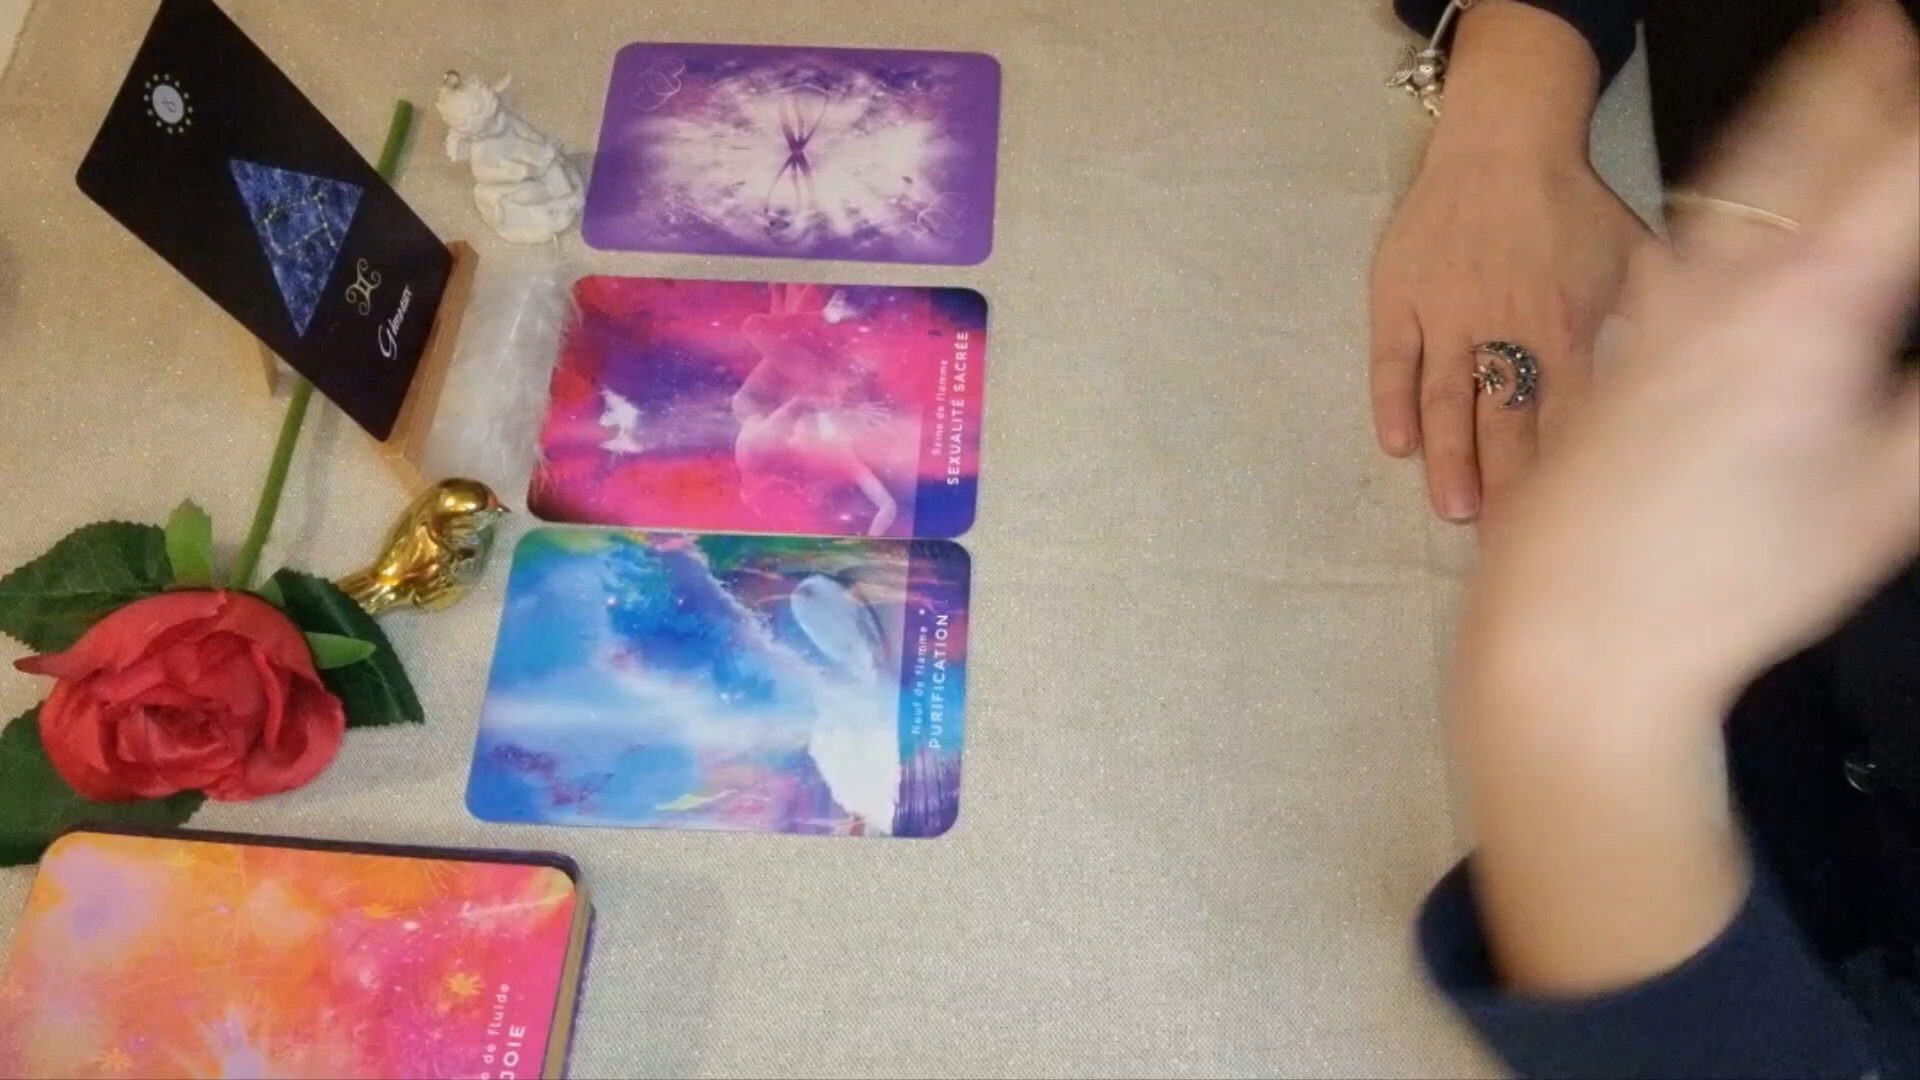 Gémeaux
Reine de flamme
SEXUALITÉ SACRÉE
Neuf de flamme
PURIFICATION
de fluide
JOIE